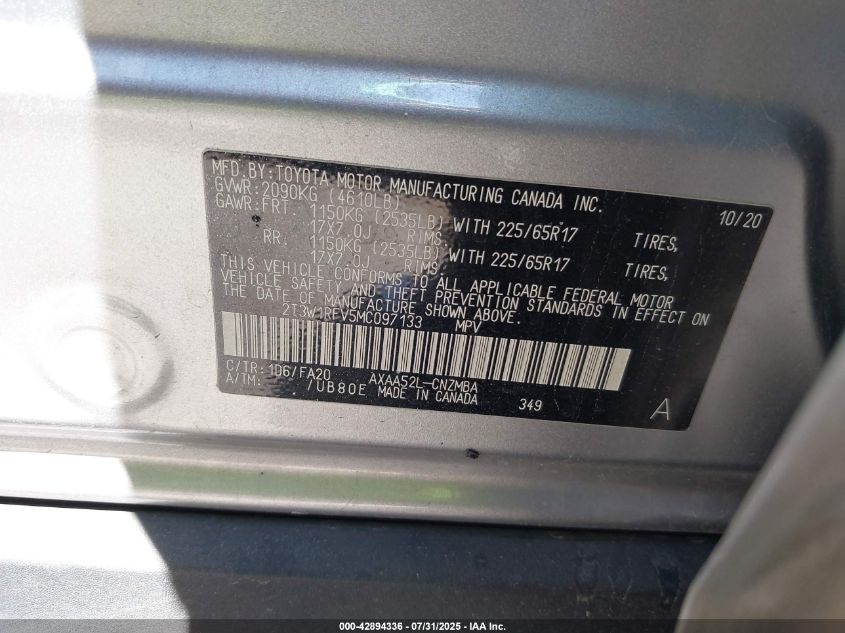 MFD.BY:TOYOTA MOTOR MANUFACTURING CANADA INC.
GVWR:2090KG (4610LB) 10/20
GAWR:FRT 1150KG (2535LB) WITH 225/65R17 TIRES,
17X7.0J RIMS,
RR 1150KG (2535LB) WITH 225/65R17 TIRES,
17X7.0J RIMS,
THIS VEHICLE CONFORMS TO ALL APPLICABLE FEDERAL MOTOR
VEHICLE SAFETY AND THEFT PREVENTION STANDARDS IN EFFECT ON
THE DATE OF MANUFACTURE SHOWN ABOVE.
2T3W1RFV5MC097133 MPV
C/TR:1D6/FA20 AXAA52L-CNZMBA
A/TM: /UB80E MADE IN CANADA 349 A
000-42894336 - 07/31/2025 - IAA Inc.